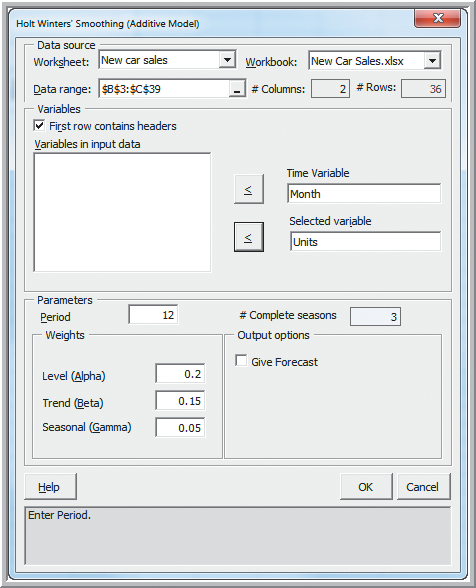 Holt Winters' Smoothing (Additive Model)
Data source
Worksheet: New car sales Workbook: New Car Sales.xlsx
Data range: $B$3:$C$39 # Columns: 2 # Rows: 36
Variables
First row contains headers
Variables in input data
< Time Variable
Month
< Selected variable
Units
Parameters
Period 12 # Complete seasons 3
Weights Output options
Give Forecast
Level (Alpha) 0.2
Trend (Beta) 0.15
Seasonal (Gamma) 0.05
Help OK Cancel
Enter Period.